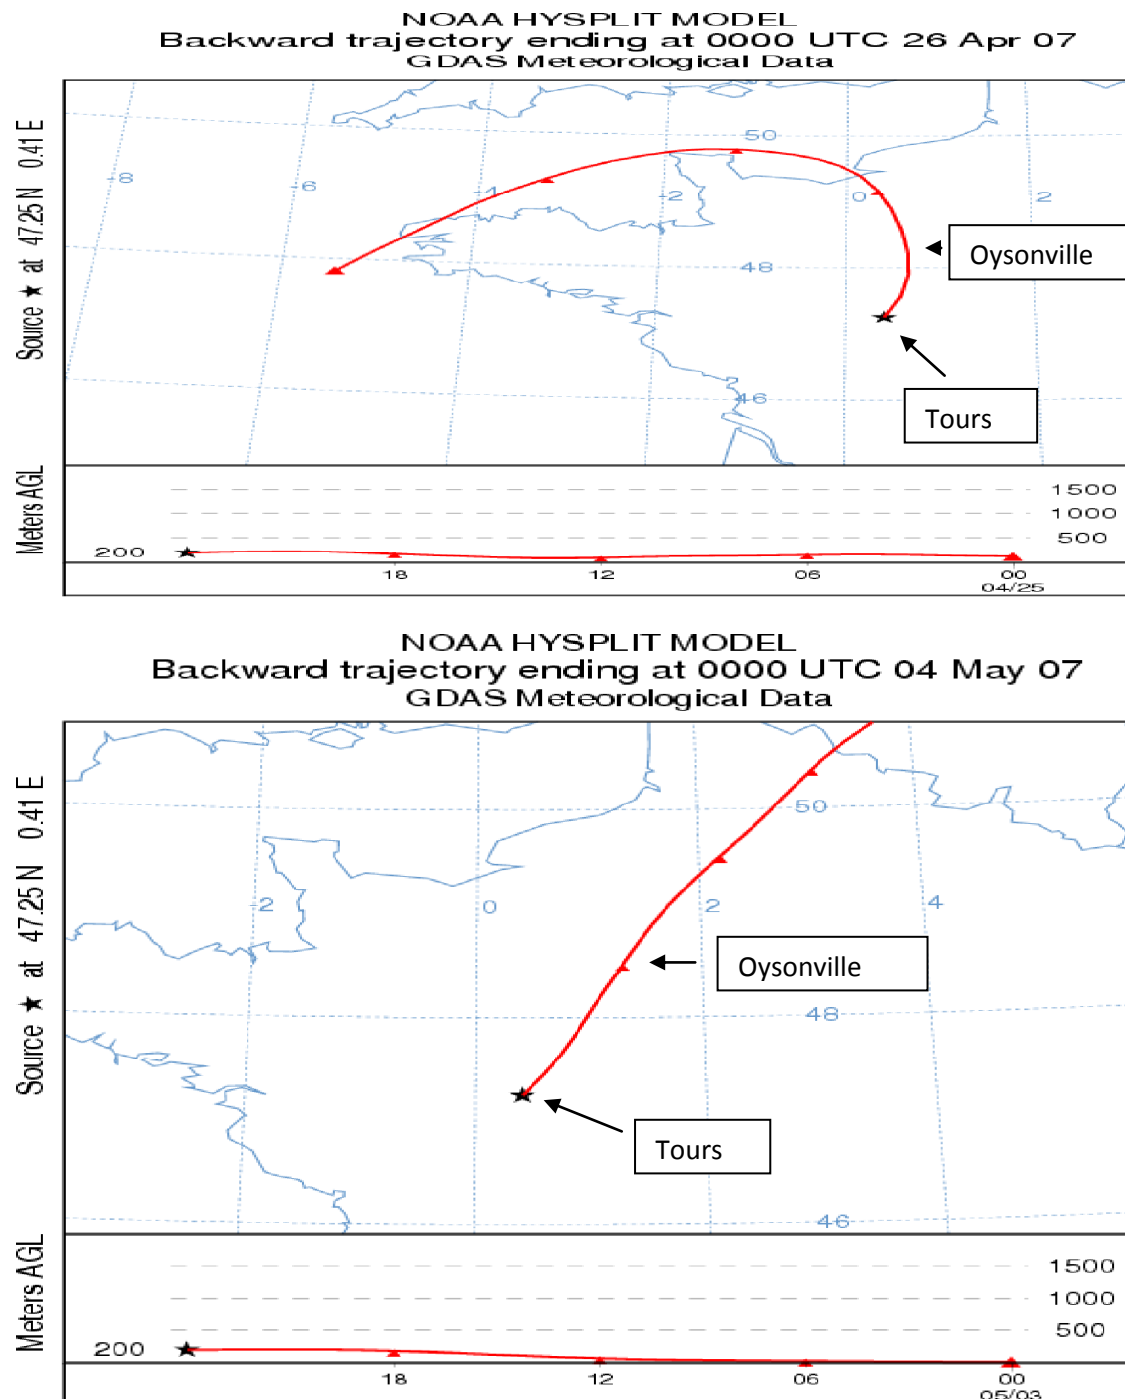 NOAA HYSPLIT MODEL
Backward trajectory ending at 0000 UTC 26 Apr 07
GDAS Meteorological Data
Source ★ at 47.25 N 0.41 E
50
-8
-6
-4
-2
0
2
Oysonville
48
46
Tours
Meters AGL
1500
1000
500
200
18
12
06
00
04/25
NOAA HYSPLIT MODEL
Backward trajectory ending at 0000 UTC 04 May 07
GDAS Meteorological Data
Source ★ at 47.25 N 0.41 E
50
-2
0
2
4
Oysonville
48
Tours
46
Meters AGL
1500
1000
500
200
18
12
06
00
05/03